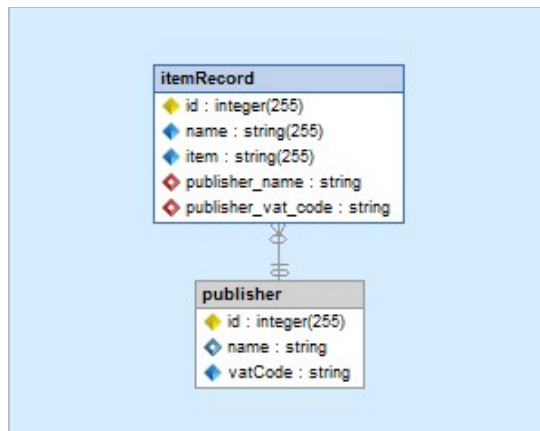 itemRecord
id : integer(255)
name : string(255)
item : string(255)
publisher_name : string
publisher_vat_code : string
publisher
id : integer(255)
name : string
vatCode : string